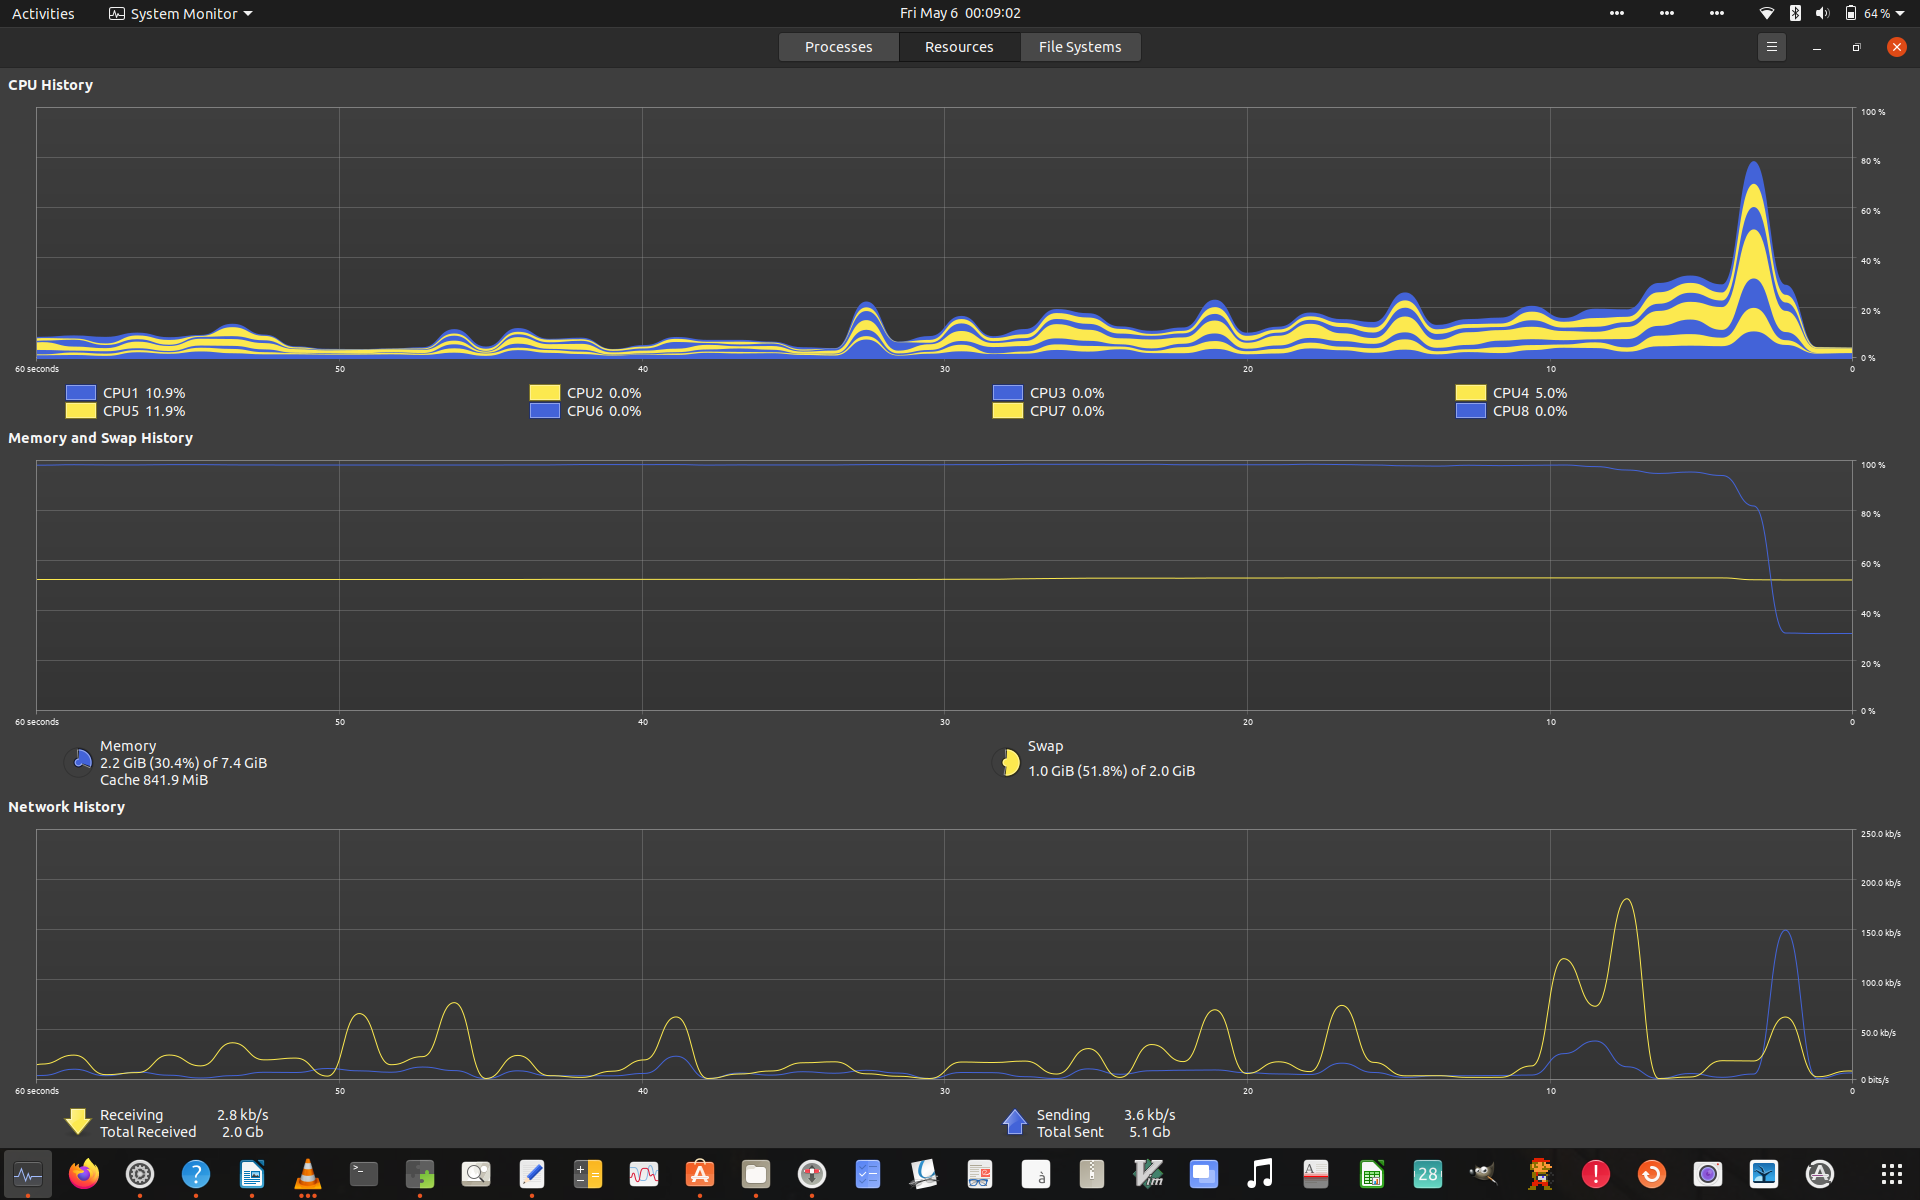 Activities System Monitor Fri May 6 00:09:02 64 %
Processes Resources File Systems
CPU History
100 %
80 %
60 %
40 %
20 %
0 %
60 seconds 50 40 30 20 10 0
CPU1 10.9% CPU2 0.0% CPU3 0.0% CPU4 5.0%
CPU5 11.9% CPU6 0.0% CPU7 0.0% CPU8 0.0%
Memory and Swap History
100 %
80 %
60 %
40 %
20 %
0 %
60 seconds 50 40 30 20 10 0
Memory
2.2 GiB (30.4%) of 7.4 GiB
Cache 841.9 MiB
Swap
1.0 GiB (51.8%) of 2.0 GiB
Network History
250.0 kb/s
200.0 kb/s
150.0 kb/s
100.0 kb/s
50.0 kb/s
0 bits/s
60 seconds 50 40 30 20 10 0
Receiving 2.8 kb/s
Total Received 2.0 Gb
Sending 3.6 kb/s
Total Sent 5.1 Gb
? >_ à Vim A 28 !